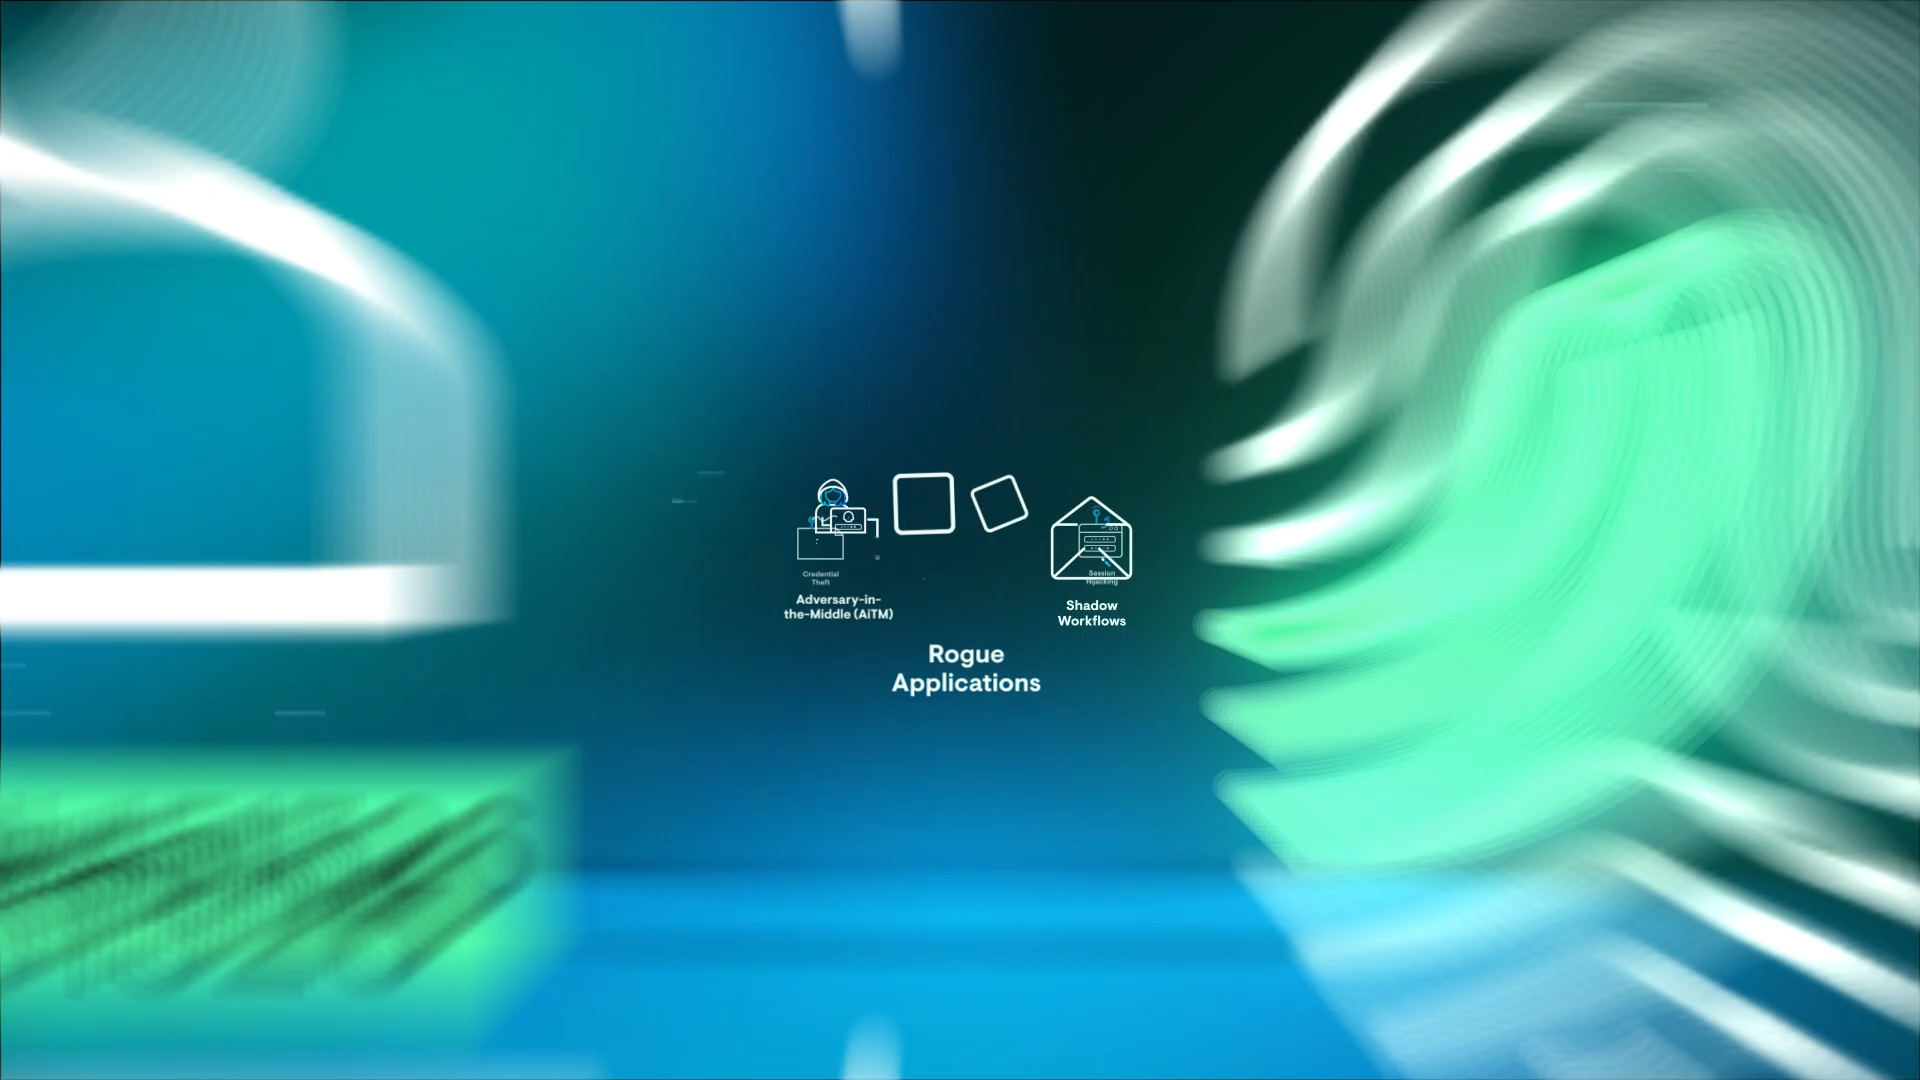 Credential
Theft
Adversary-in-
the-Middle (AiTM)
Session
Hijacking
Shadow
Workflows
Rogue
Applications